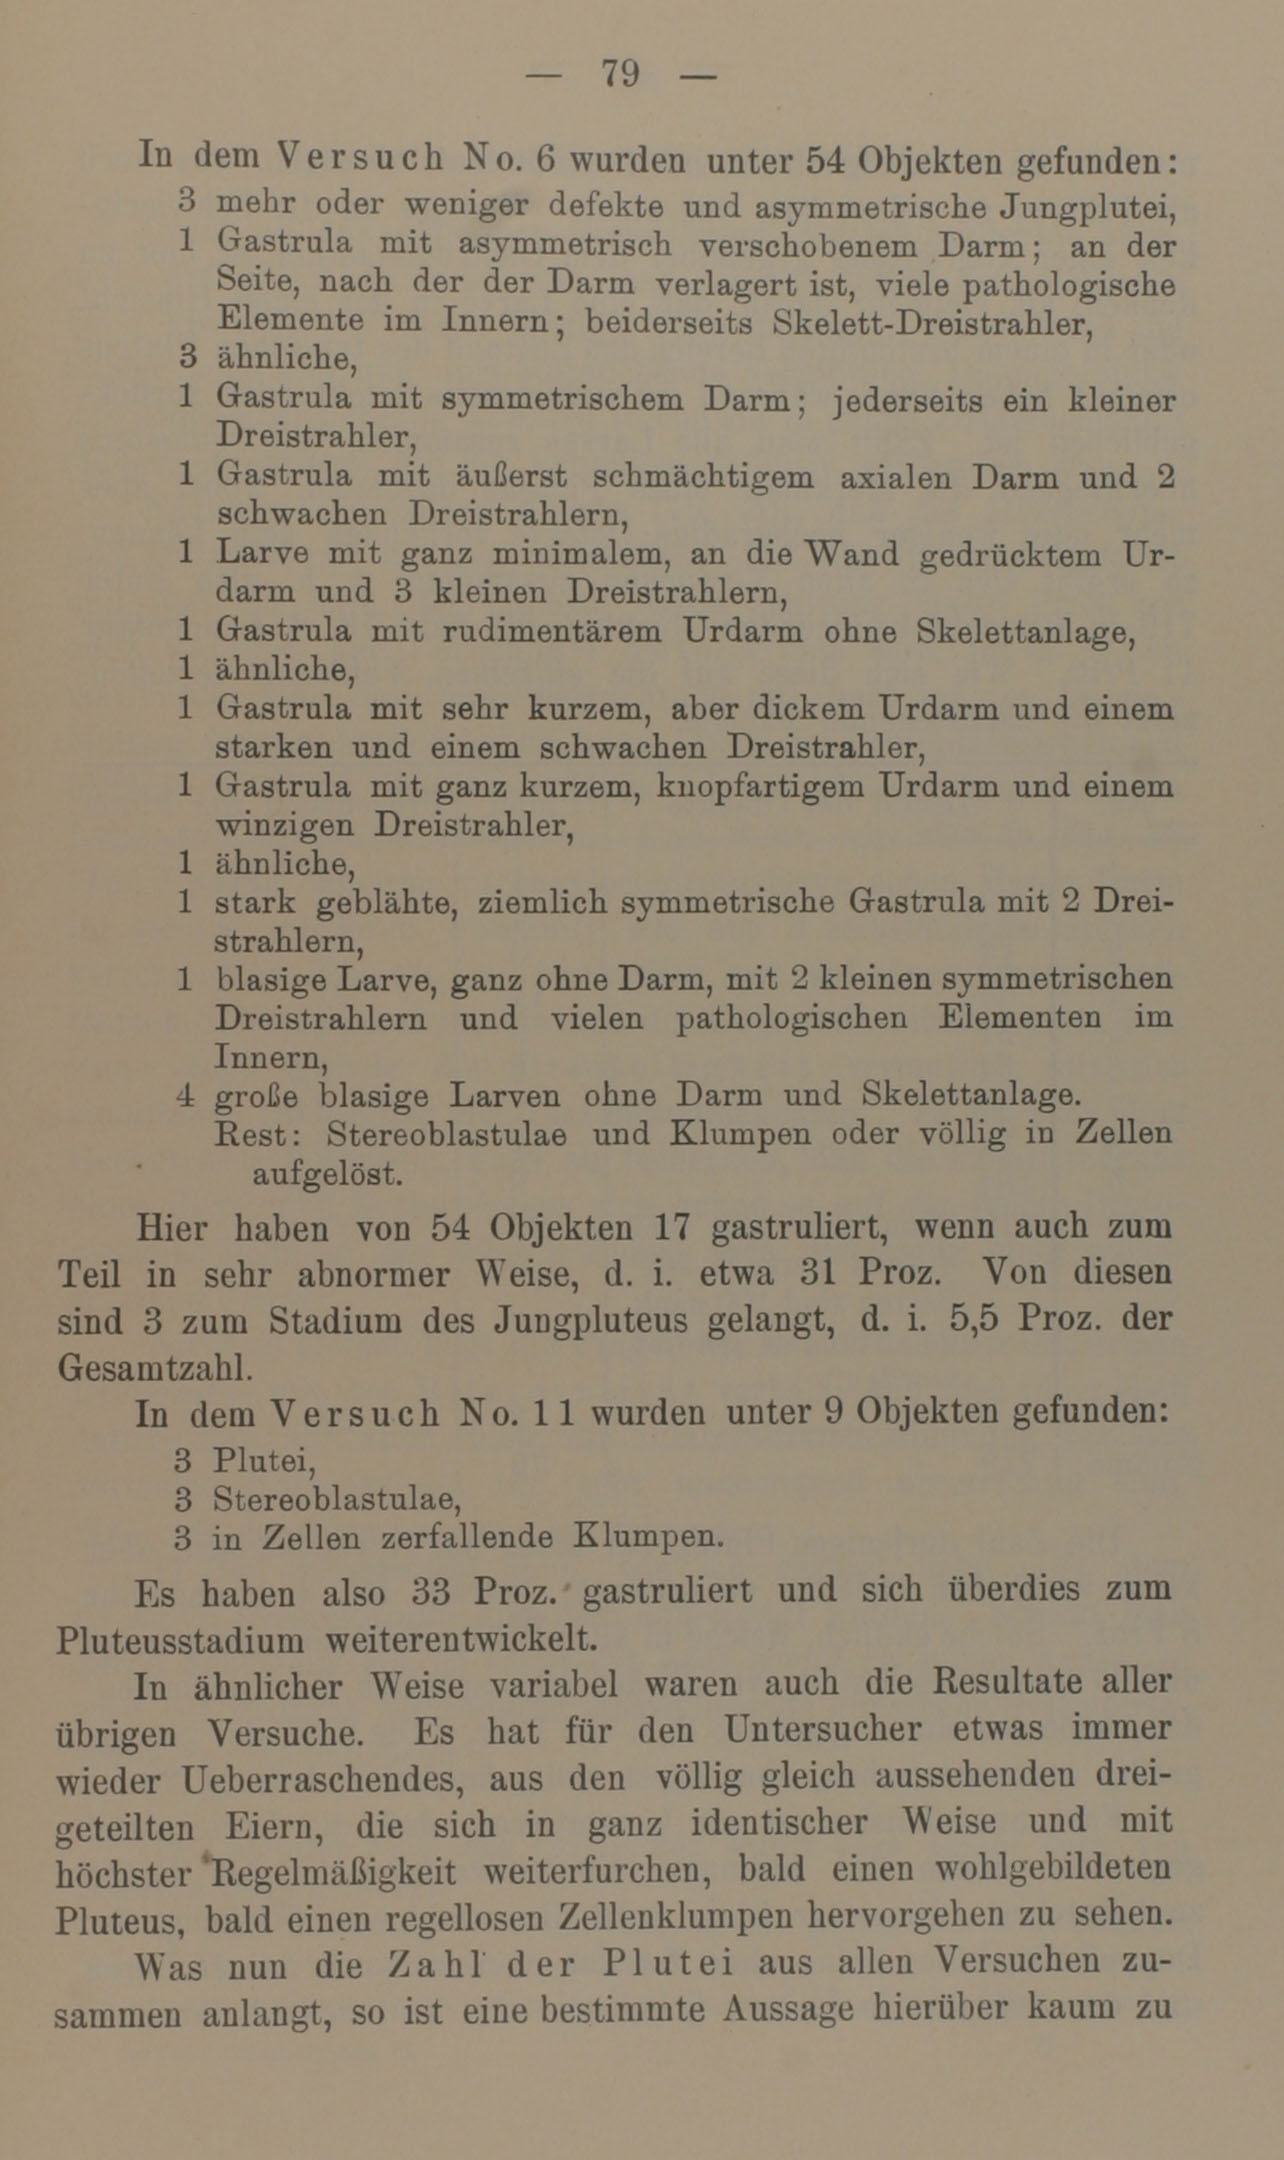 — 79 —
In dem Versuch No. 6 wurden unter 54 Objekten gefunden:
3 mehr oder weniger defekte und asymmetrische Jungplutei,
1 Gastrula mit asymmetrisch verschobenem Darm; an der
Seite, nach der der Darm verlagert ist, viele pathologische
Elemente im Innern; beiderseits Skelett-Dreistrahler,
3 ähnliche,
1 Gastrula mit symmetrischem Darm; jederseits ein kleiner
Dreistrahler,
1 Gastrula mit äußerst schmächtigem axialen Darm und 2
schwachen Dreistrahlern,
1 Larve mit ganz minimalem, an die Wand gedrücktem Ur-
darm und 3 kleinen Dreistrahlern,
1 Gastrula mit rudimentärem Urdarm ohne Skelettanlage,
1 ähnliche,
1 Gastrula mit sehr kurzem, aber dickem Urdarm und einem
starken und einem schwachen Dreistrahler,
1 Gastrula mit ganz kurzem, knopfartigem Urdarm und einem
winzigen Dreistrahler,
1 ähnliche,
1 stark geblähte, ziemlich symmetrische Gastrula mit 2 Drei-
strahlern,
1 blasige Larve, ganz ohne Darm, mit 2 kleinen symmetrischen
Dreistrahlern und vielen pathologischen Elementen im
Innern,
4 große blasige Larven ohne Darm und Skelettanlage.
Rest: Stereoblastulae und Klumpen oder völlig in Zellen
aufgelöst.
Hier haben von 54 Objekten 17 gastruliert, wenn auch zum
Teil in sehr abnormer Weise, d. i. etwa 31 Proz. Von diesen
sind 3 zum Stadium des Jungpluteus gelangt, d. i. 5,5 Proz. der
Gesamtzahl.
In dem Versuch No. 11 wurden unter 9 Objekten gefunden:
3 Plutei,
3 Stereoblastulae,
3 in Zellen zerfallende Klumpen.
Es haben also 33 Proz. gastruliert und sich überdies zum
Pluteusstadium weiterentwickelt.
In ähnlicher Weise variabel waren auch die Resultate aller
übrigen Versuche. Es hat für den Untersucher etwas immer
wieder Ueberraschendes, aus den völlig gleich aussehenden drei-
geteilten Eiern, die sich in ganz identischer Weise und mit
höchster Regelmäßigkeit weiterfurchen, bald einen wohlgebildeten
Pluteus, bald einen regellosen Zellenklumpen hervorgehen zu sehen.
Was nun die Zahl der Plutei aus allen Versuchen zu-
sammen anlangt, so ist eine bestimmte Aussage hierüber kaum zu